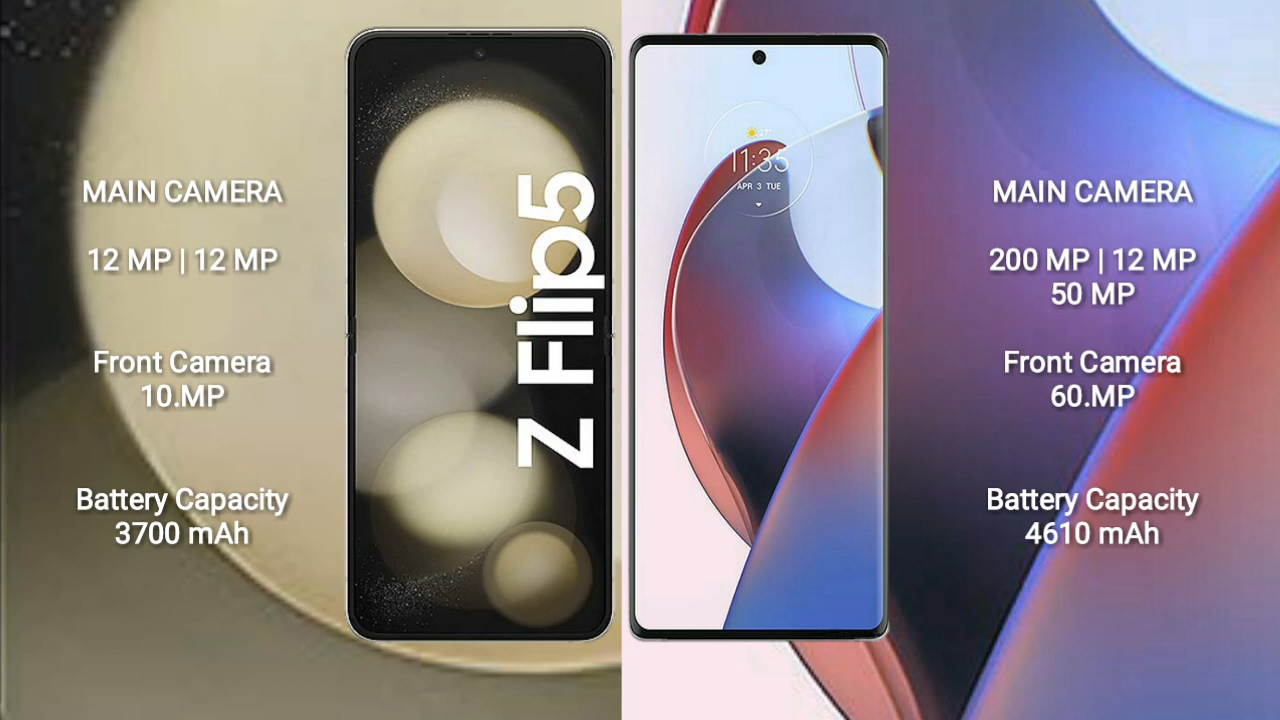 MAIN CAMERA
12 MP | 12 MP
Front Camera
10.MP
Battery Capacity
3700 mAh
Z Flip5
27°
11:35
APR 3 TUE
MAIN CAMERA
200 MP | 12 MP
50 MP
Front Camera
60.MP
Battery Capacity
4610 mAh